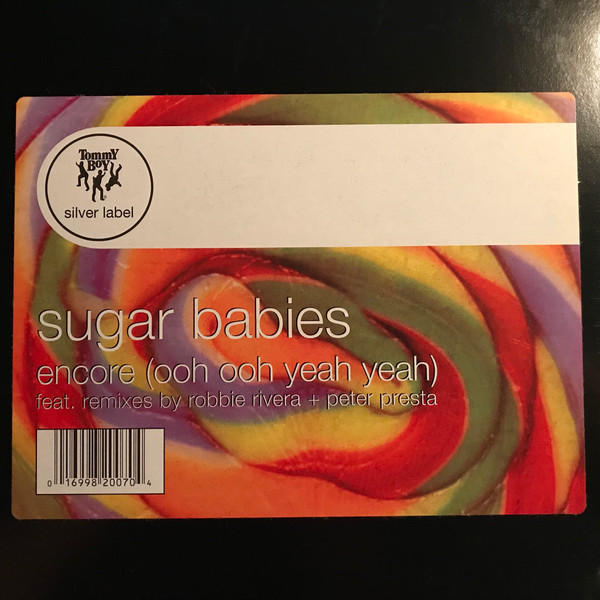 Tommy
Boy
silver label
sugar babies
encore (ooh ooh yeah yeah)
feat. remixes by robbie rivera + peter presta
0 16998 20070 4